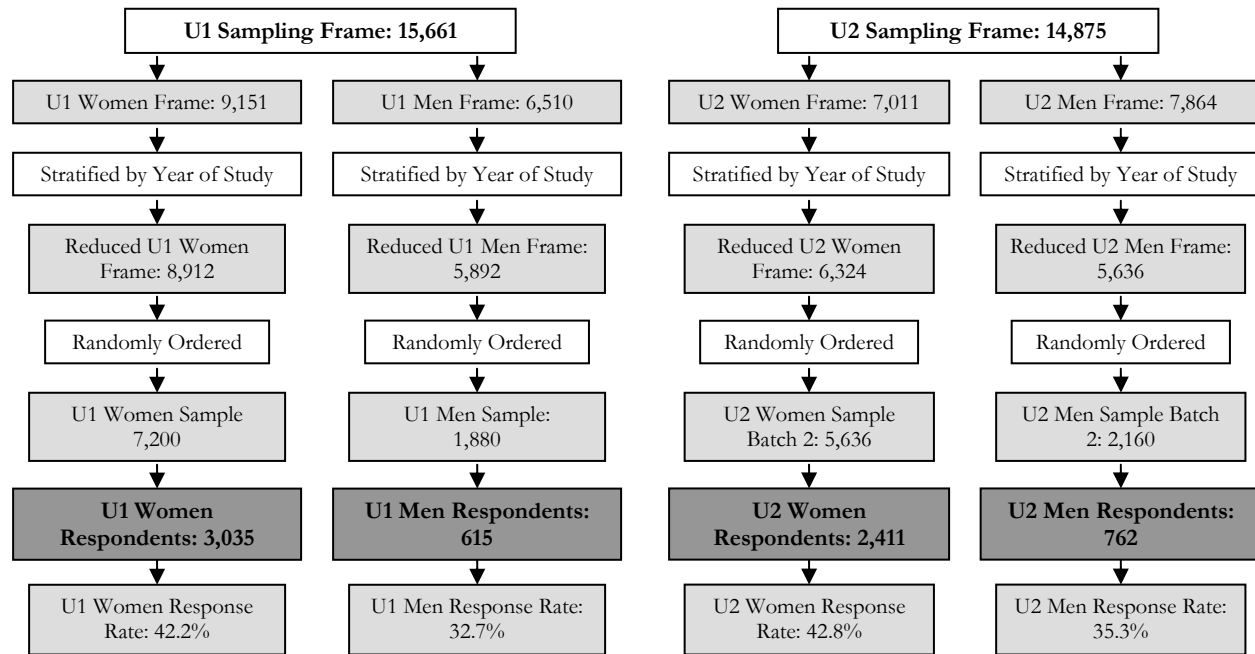 U1 Sampling Frame: 15,661
U1 Women Frame: 9,151
Stratified by Year of Study
Reduced U1 Women
Frame: 8,912
Randomly Ordered
U1 Women Sample
7,200
U1 Women
Respondents: 3,035
U1 Women Response
Rate: 42.2%
U1 Men Frame: 6,510
Stratified by Year of Study
Reduced U1 Men Frame:
5,892
Randomly Ordered
U1 Men Sample:
1,880
U1 Men Respondents:
615
U1 Men Response Rate:
32.7%
U2 Sampling Frame: 14,875
U2 Women Frame: 7,011
Stratified by Year of Study
Reduced U2 Women
Frame: 6,324
Randomly Ordered
U2 Women Sample
Batch 2: 5,636
U2 Women
Respondents: 2,411
U2 Women Response
Rate: 42.8%
U2 Men Frame: 7,864
Stratified by Year of Study
Reduced U2 Men Frame:
5,636
Randomly Ordered
U2 Men Sample Batch
2: 2,160
U2 Men Respondents:
762
U2 Men Response Rate:
35.3%